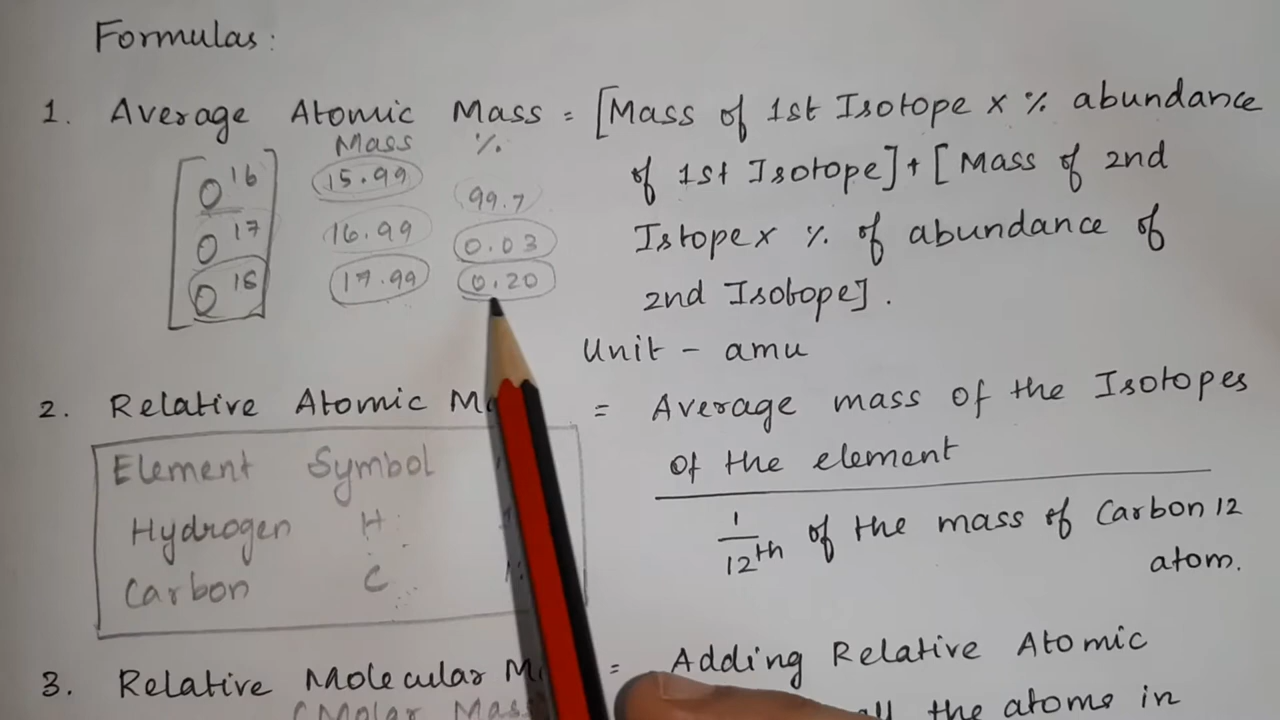 Formulas:
1. Average Atomic Mass = [Mass of 1st Isotope x % abundance
Mass %
of 1st Isotope] + [Mass of 2nd
O16 15.99 99.7
O17 16.99 0.03
Istope x % of abundance of
O18 17.99 0.20
2nd Isotope].
Unit - amu
2. Relative Atomic = Average mass of the Isotopes
of the element
Element Symbol
1/12th of the mass of Carbon 12
Hydrogen H
atom.
Carbon C
3. Relative Molecular = Adding Relative Atomic
(Molar Mass
the atoms in